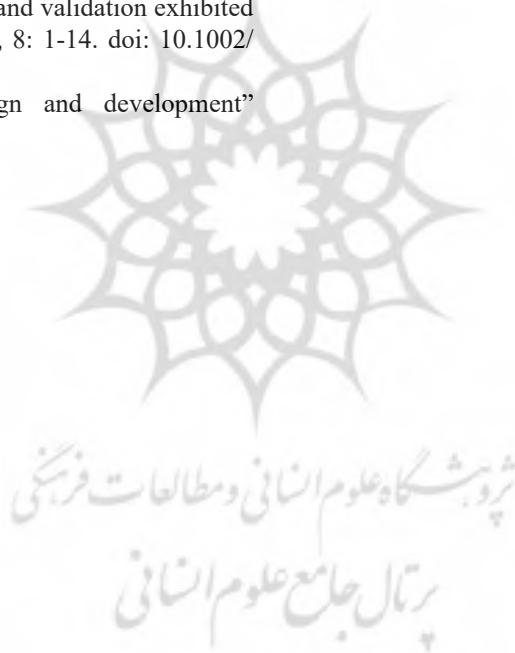 and validation exhibited
, 8: 1-14. doi: 10.1002/
gn and development”
پژوهشگاه علوم انسانی و مطالعات فرهنگی
پرتال جامع علوم انسانی